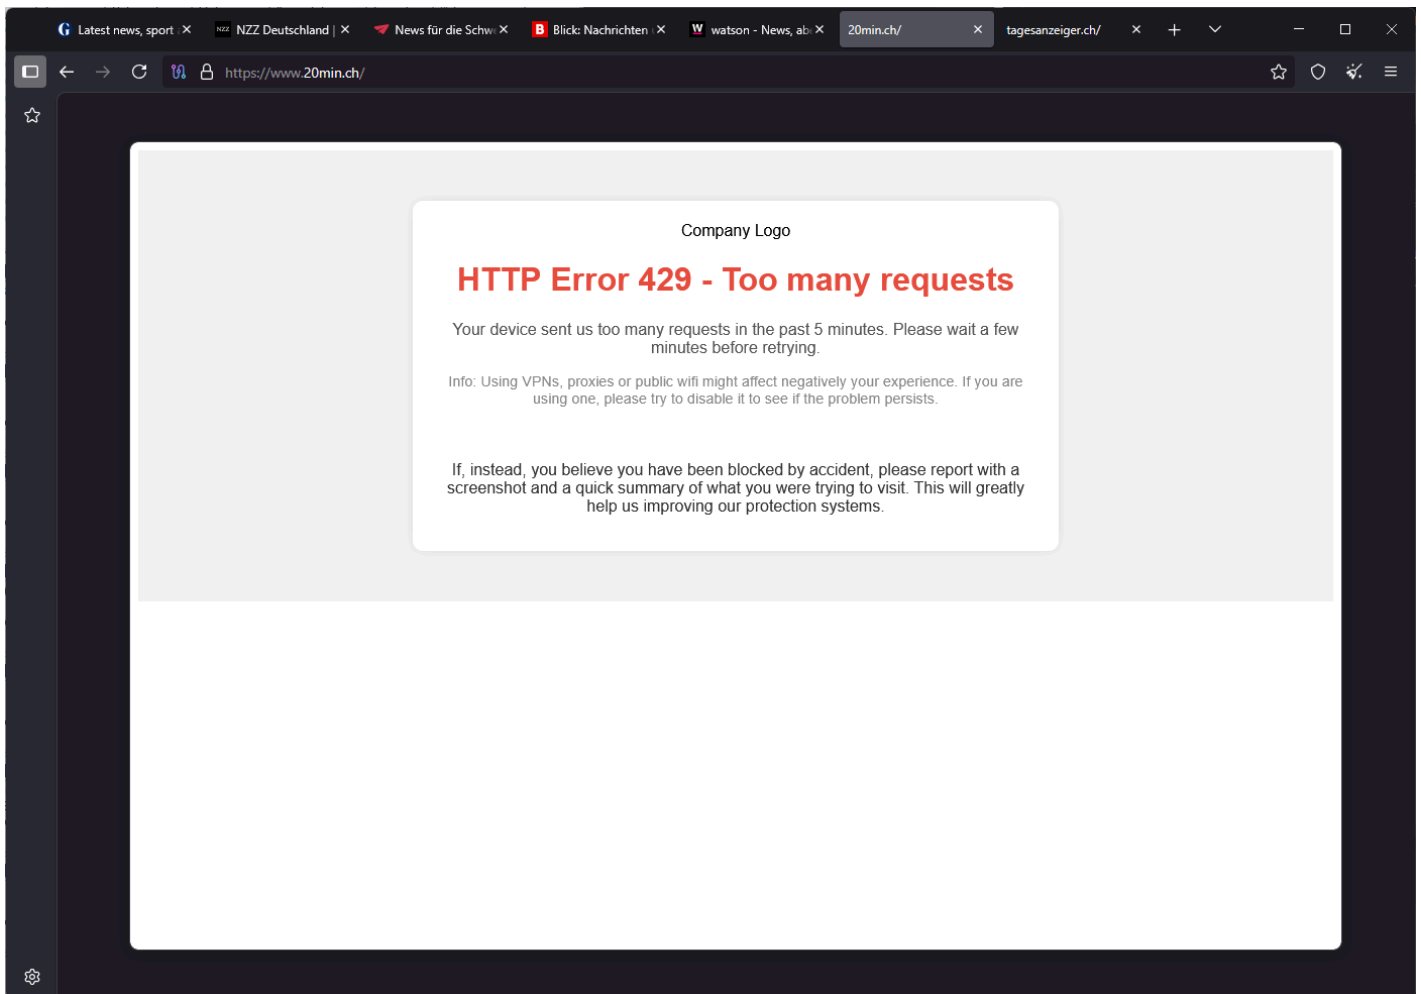 Latest news, sport
NZZ NZZ Deutschland |
News für die Schw
B Blick: Nachrichten
W watson - News, ab
20min.ch/
tagesanzeiger.ch/
https://www.20min.ch/
Company Logo
HTTP Error 429 - Too many requests
Your device sent us too many requests in the past 5 minutes. Please wait a few
minutes before retrying.
Info: Using VPNs, proxies or public wifi might affect negatively your experience. If you are
using one, please try to disable it to see if the problem persists.
If, instead, you believe you have been blocked by accident, please report with a
screenshot and a quick summary of what you were trying to visit. This will greatly
help us improving our protection systems.